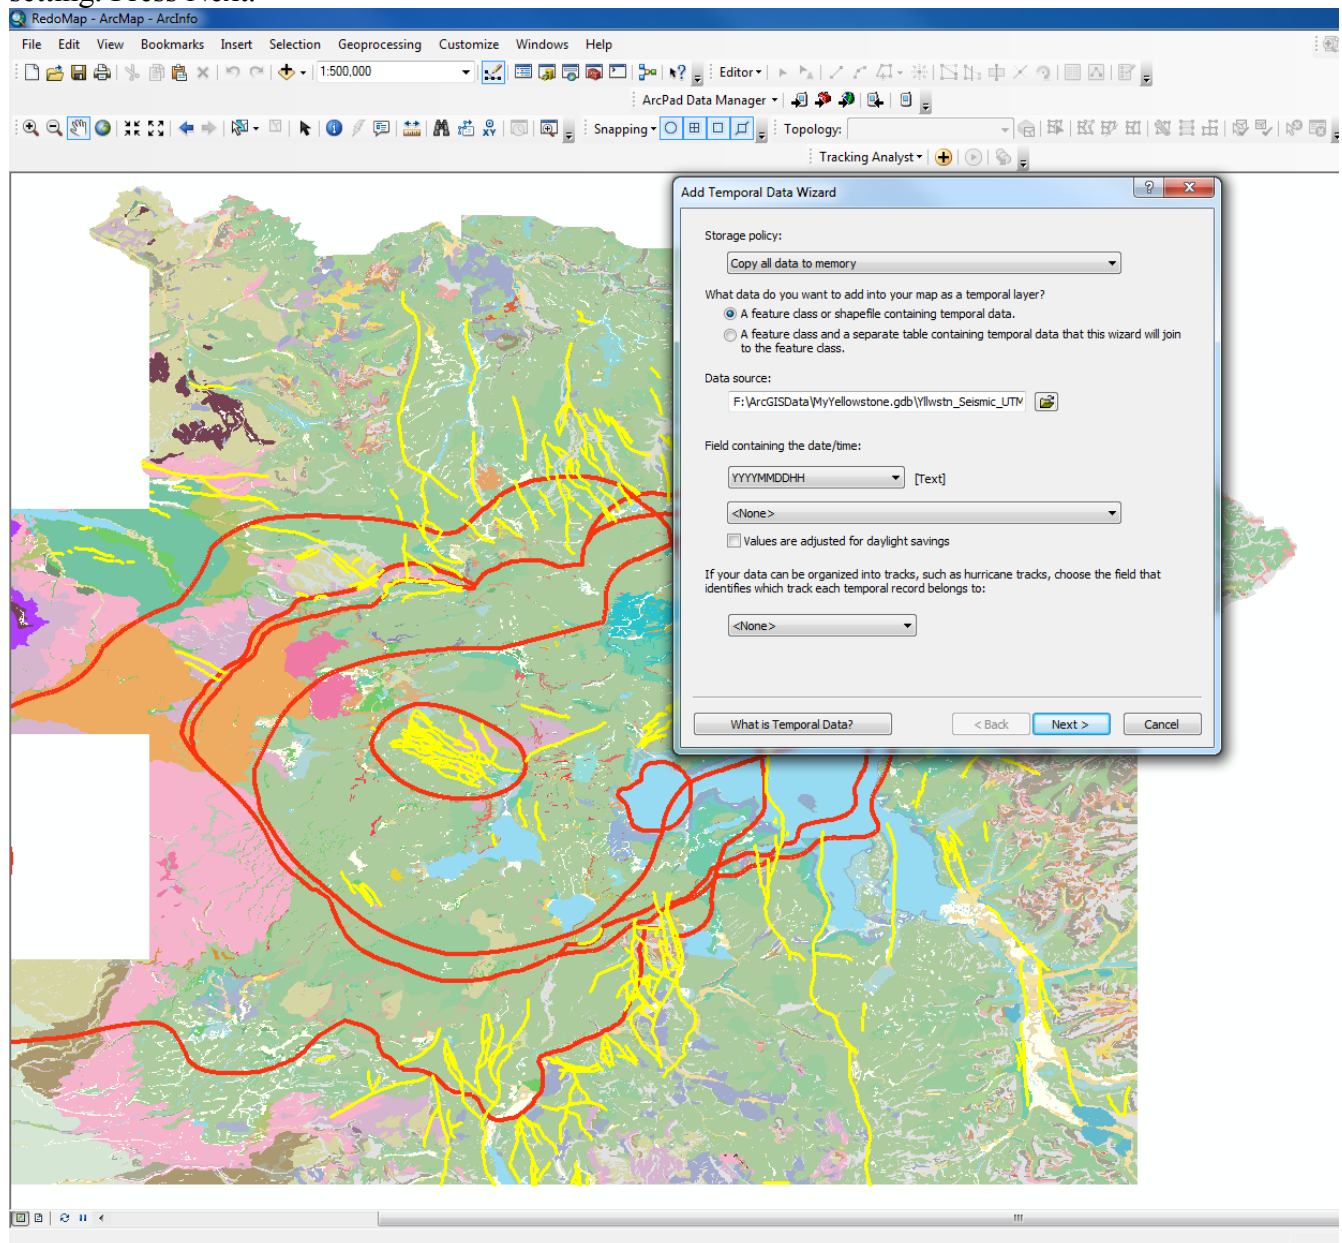 setting. Press Next.
RedoMap - ArcMap - ArcInfo
File Edit View Bookmarks Insert Selection Geoprocessing Customize Windows Help
1:500,000 Editor
ArcPad Data Manager
Snapping Topology:
Tracking Analyst
Add Temporal Data Wizard
Storage policy:
Copy all data to memory
What data do you want to add into your map as a temporal layer?
A feature class or shapefile containing temporal data.
A feature class and a separate table containing temporal data that this wizard will join
to the feature class.
Data source:
F:\ArcGISData\MyYellowstone.gdb\Yllwstn_Seismic_UTM
Field containing the date/time:
YYYYMMDDHH [Text]
<None>
Values are adjusted for daylight savings
If your data can be organized into tracks, such as hurricane tracks, choose the field that
identifies which track each temporal record belongs to:
<None>
What is Temporal Data? < Back Next > Cancel